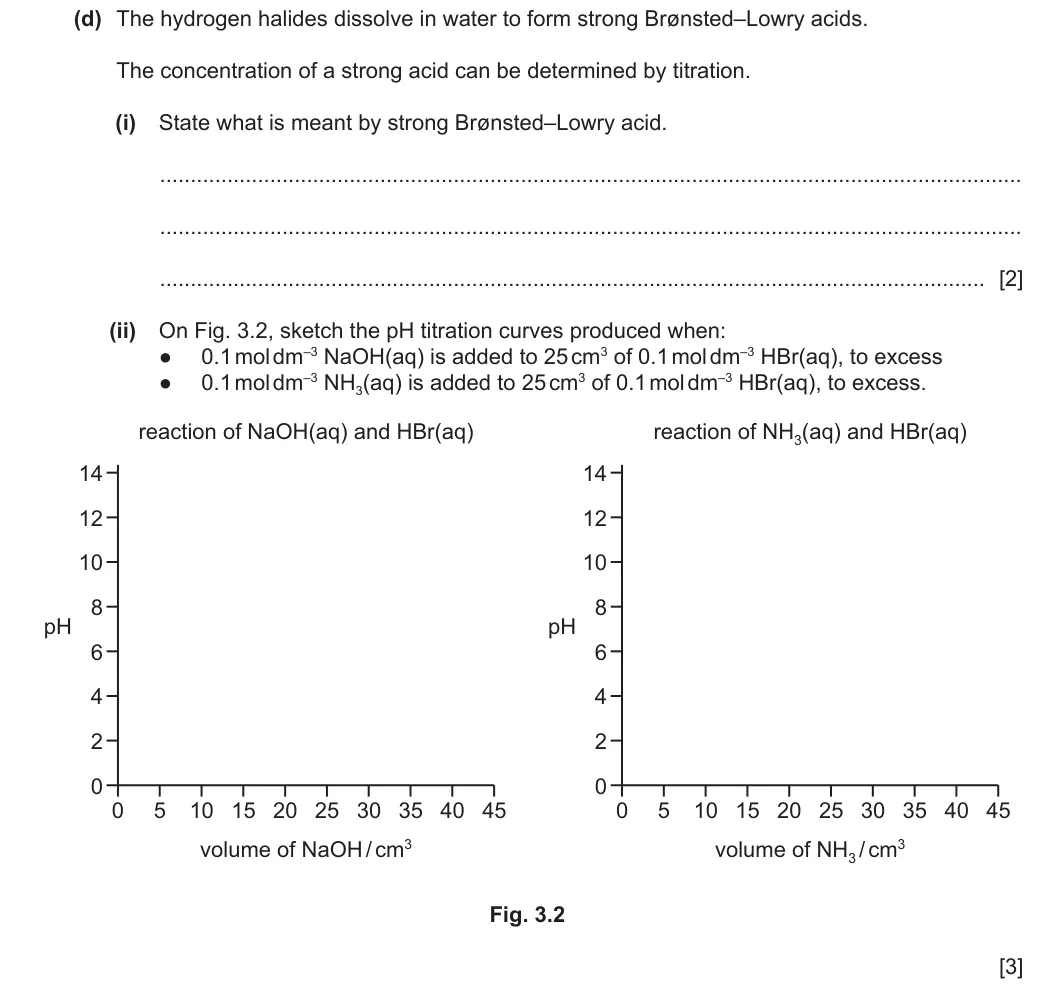 (d) The hydrogen halides dissolve in water to form strong Brønsted–Lowry acids.
The concentration of a strong acid can be determined by titration.
(i) State what is meant by strong Brønsted–Lowry acid.
..........................................................................................
..........................................................................................
.......................................................................................... [2]
(ii) On Fig. 3.2, sketch the pH titration curves produced when:
● 0.1 mol dm⁻³ NaOH(aq) is added to 25 cm³ of 0.1 mol dm⁻³ HBr(aq), to excess
● 0.1 mol dm⁻³ NH₃(aq) is added to 25 cm³ of 0.1 mol dm⁻³ HBr(aq), to excess.
reaction of NaOH(aq) and HBr(aq)
14
12
10
8
pH
6
4
2
0
0 5 10 15 20 25 30 35 40 45
volume of NaOH / cm³
reaction of NH₃(aq) and HBr(aq)
14
12
10
8
pH
6
4
2
0
0 5 10 15 20 25 30 35 40 45
volume of NH₃ / cm³
Fig. 3.2
[3]